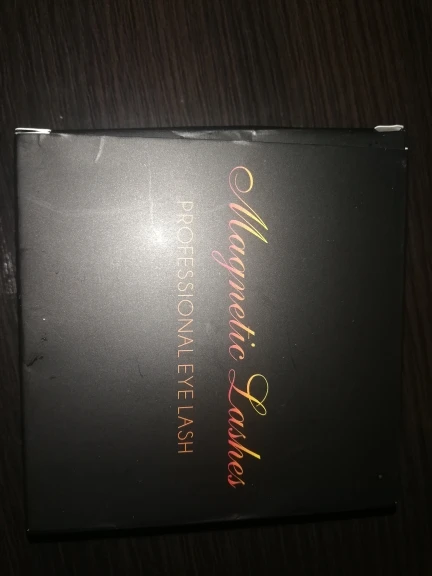 Magnetic Lashes
PROFESSIONAL EYE LASH